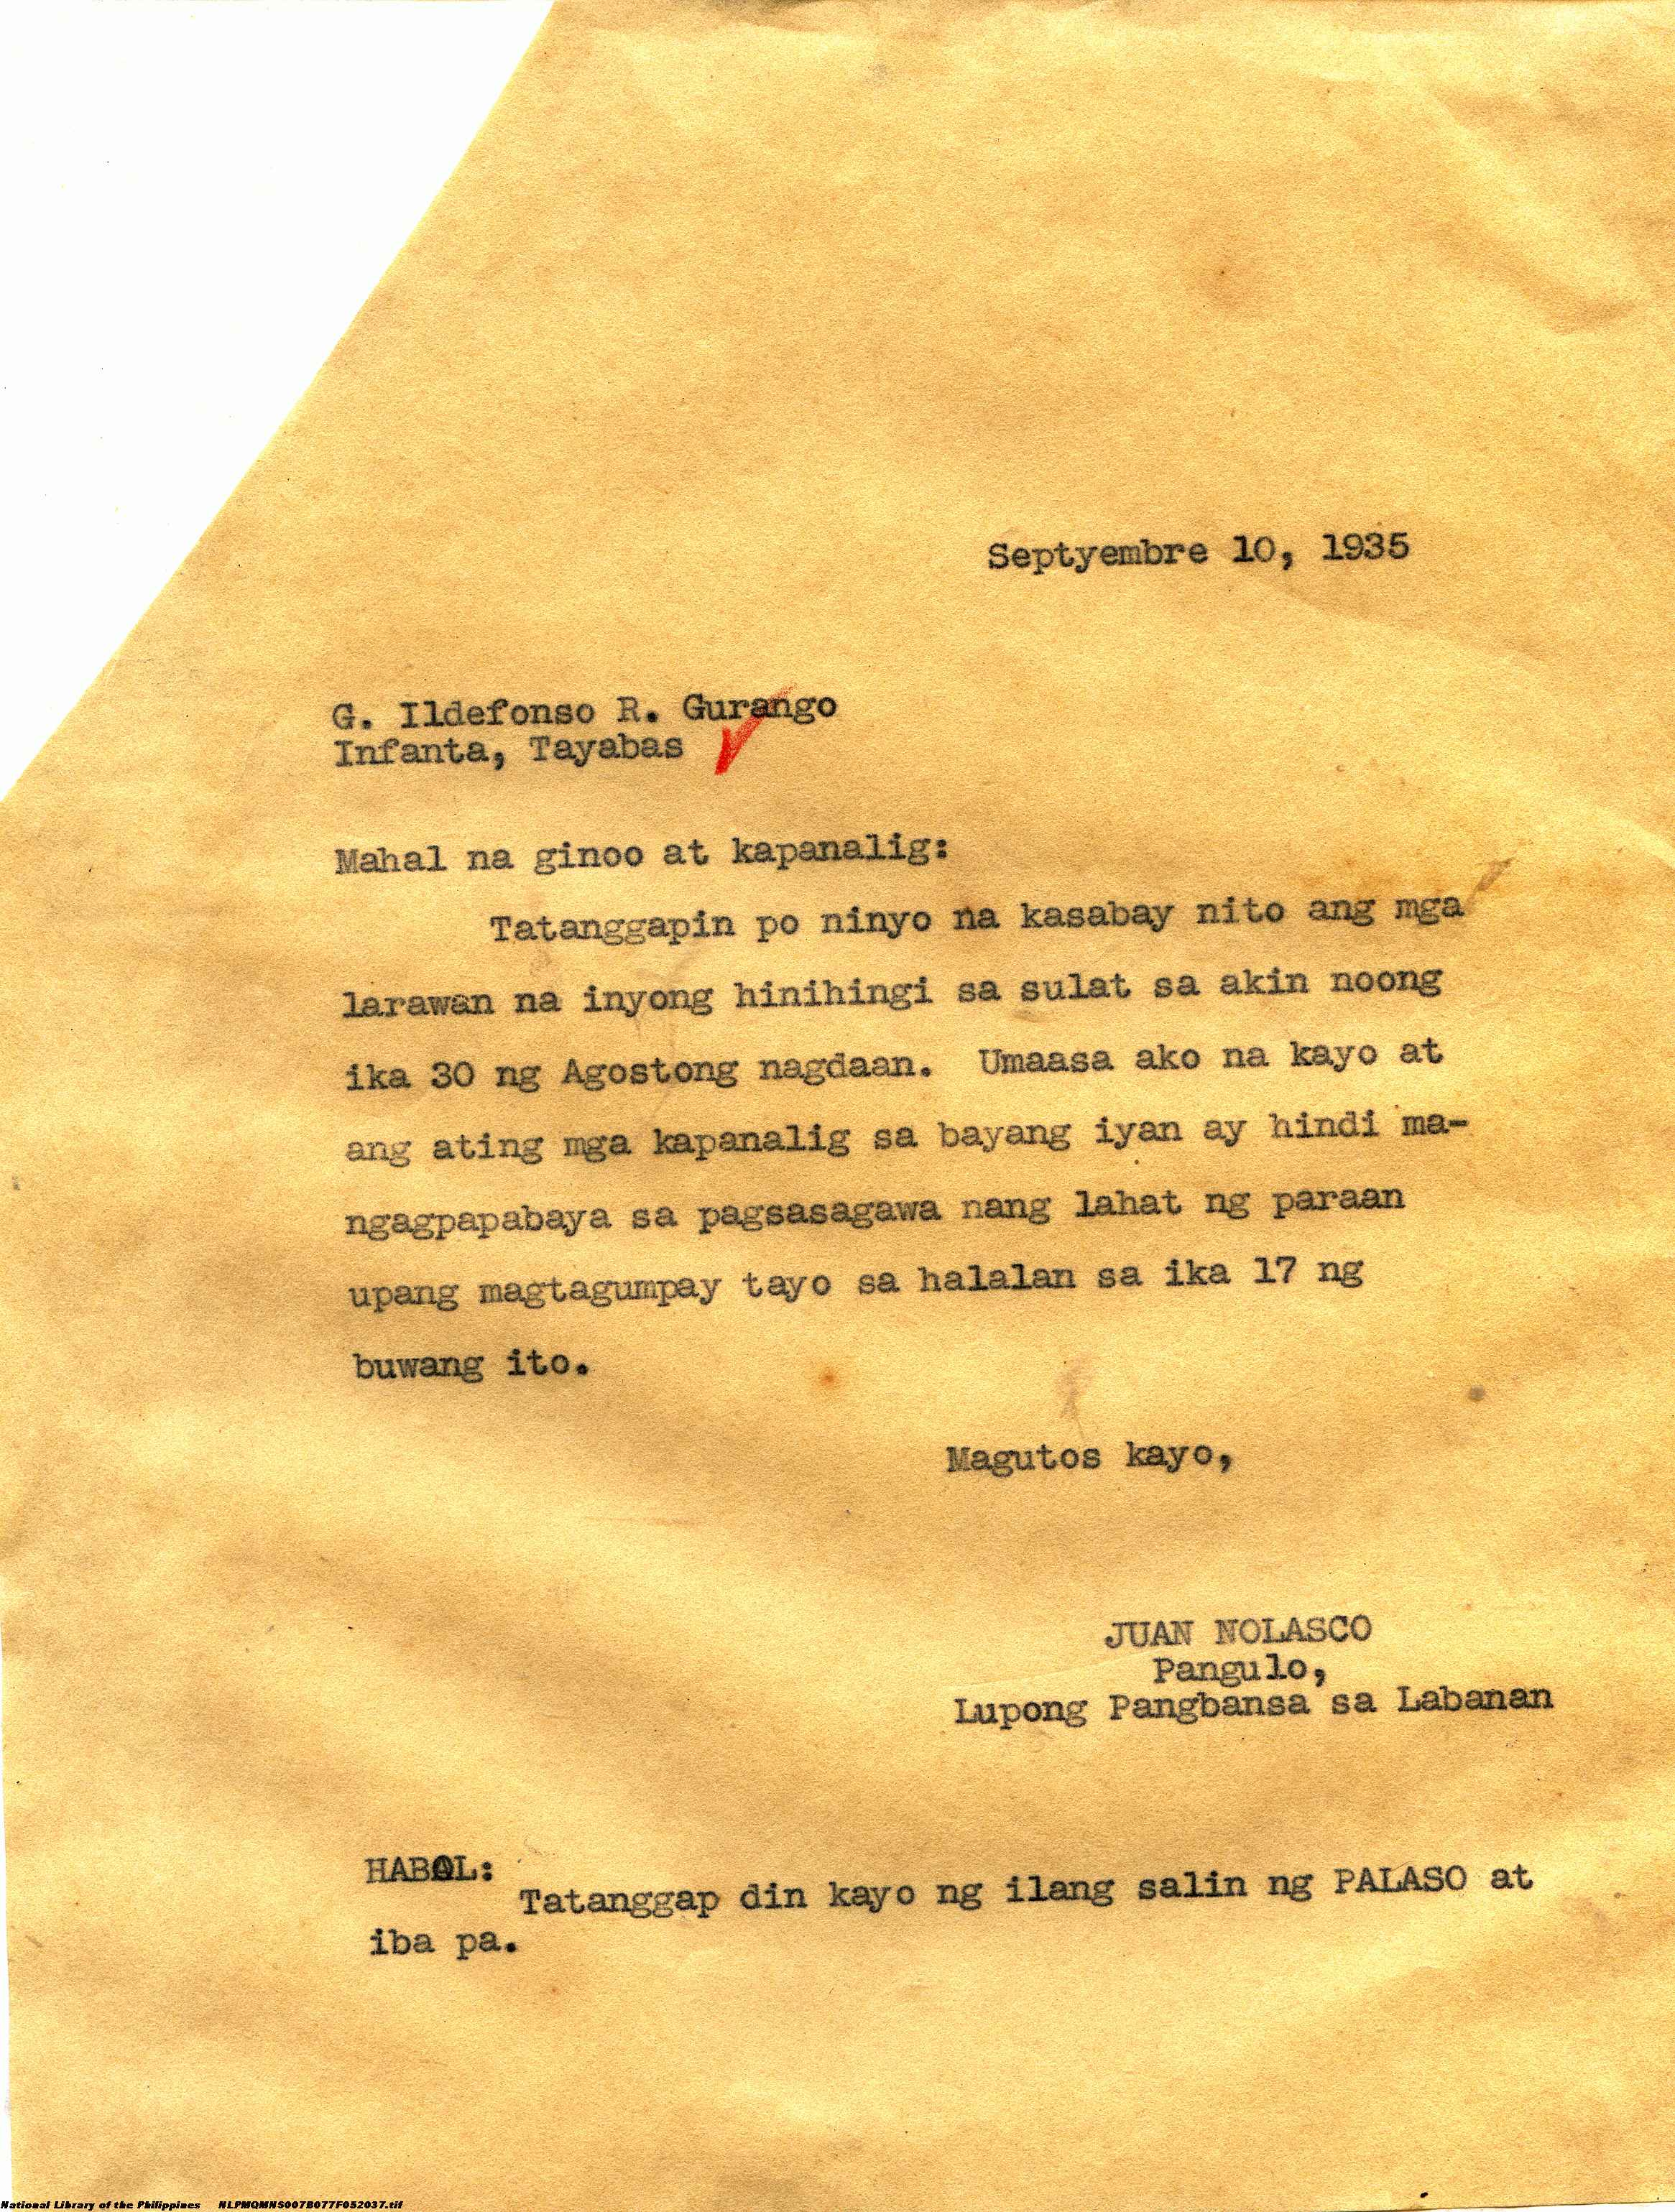 Septyembre 10, 1935
G. Ildefonso R. Gurango
Infanta, Tayabas
Mahal na ginoo at kapanalig:
Tatanggapin po ninyo na kasabay nito ang mga
larawan na inyong hinihingi sa sulat sa akin noong
ika 30 ng Agostong nagdaan. Umaasa ako na kayo at
ang ating mga kapanalig sa bayang iyan ay hindi ma-
ngagpapabaya sa pagsasagawa nang lahat ng paraan
upang magtagumpay tayo sa halalan sa ika 17 ng
buwang ito.
Magutos kayo,
JUAN NOLASCO
Pangulo,
Lupong Pangbansa sa Labanan
HABOL:
Tatanggap din kayo ng ilang salin ng PALASO at
iba pa.
National Library of the Philippines NLPMQMNS007B077F052037.tif